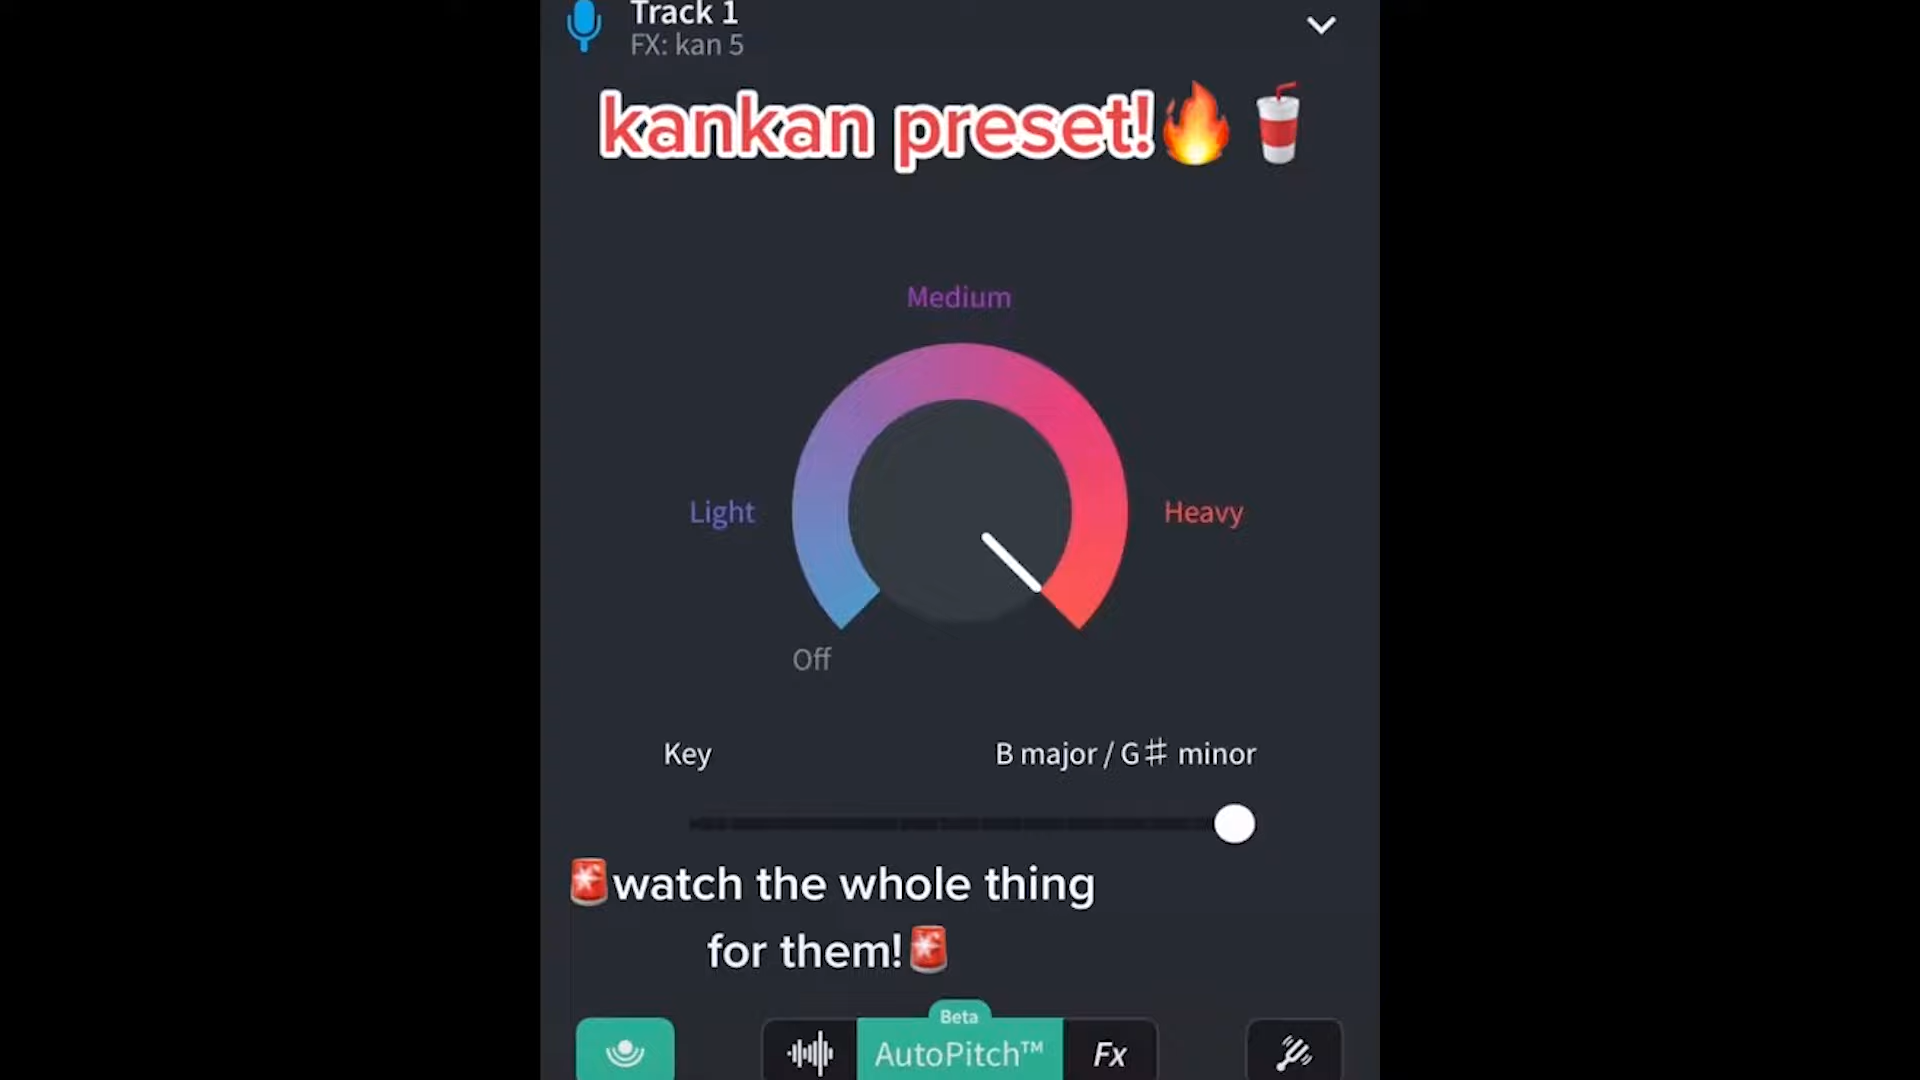 Track 1
FX: kan 5
kankan preset!🔥🥤
Medium
Light
Heavy
Off
Key
B major / G♯ minor
🚨watch the whole thing
for them!🚨
Beta
AutoPitch™
Fx